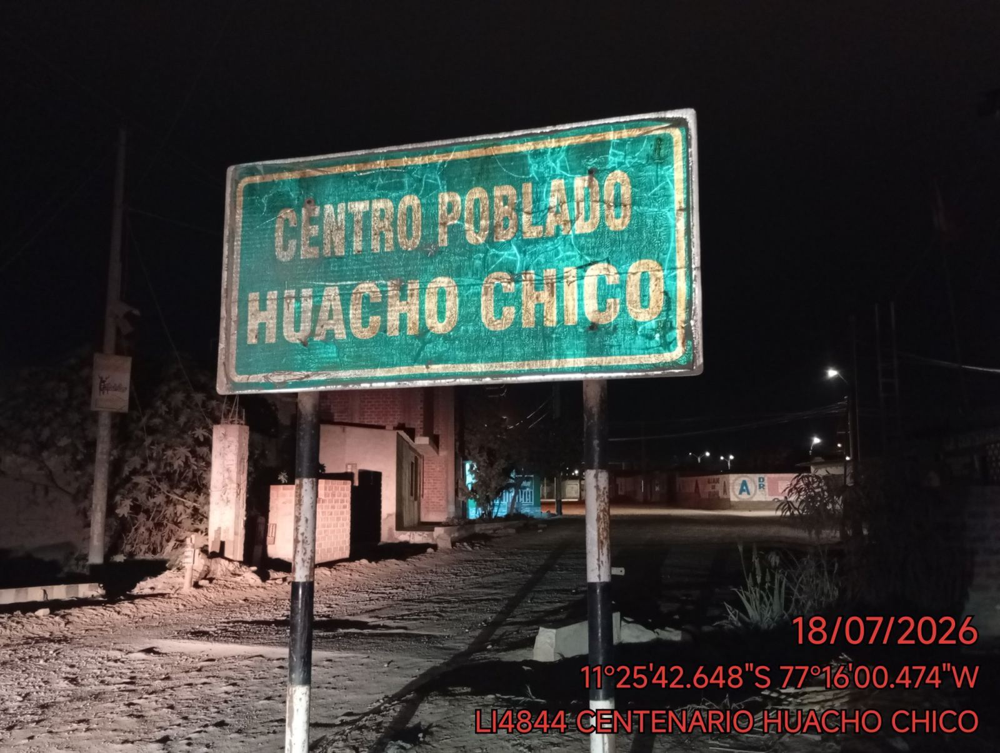 CENTRO POBLADO
HUACHO CHICO
A
A
A
DR
18/07/2026
11°25'42.648"S 77°16'00.474"W
LI4844 CENTENARIO HUACHO CHICO